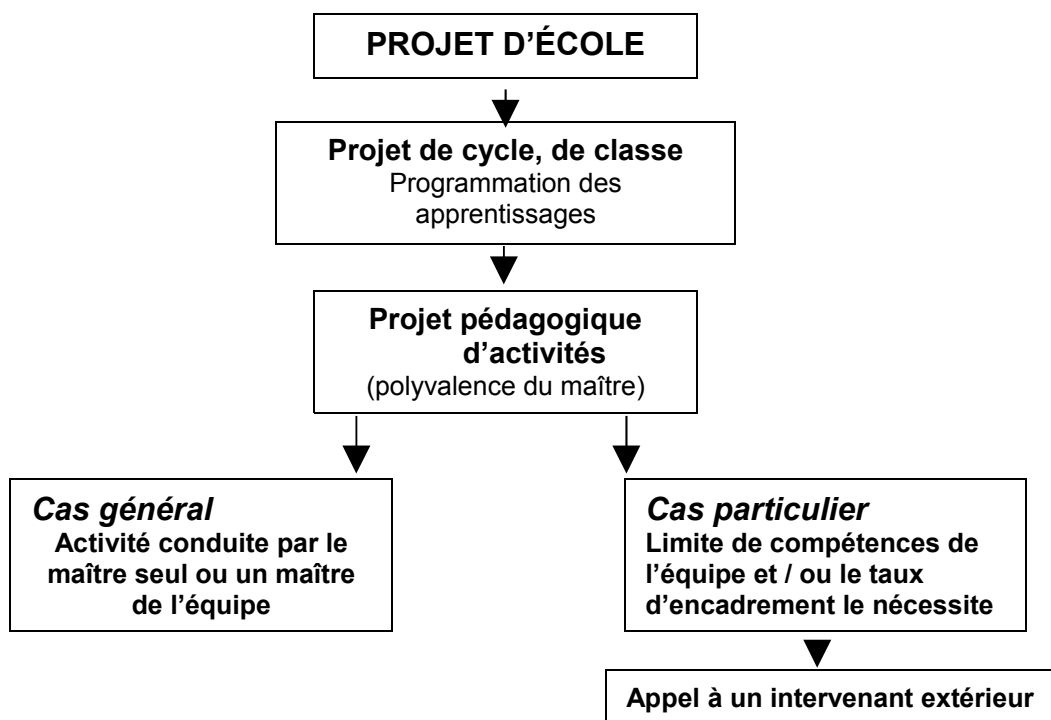 PROJET D’ÉCOLE
Projet de cycle, de classe
Programmation des
apprentissages
Projet pédagogique
d’activités
(polyvalence du maître)
Cas général
Activité conduite par le
maître seul ou un maître
de l’équipe
Cas particulier
Limite de compétences de
l’équipe et / ou le taux
d’encadrement le nécessite
Appel à un intervenant extérieur